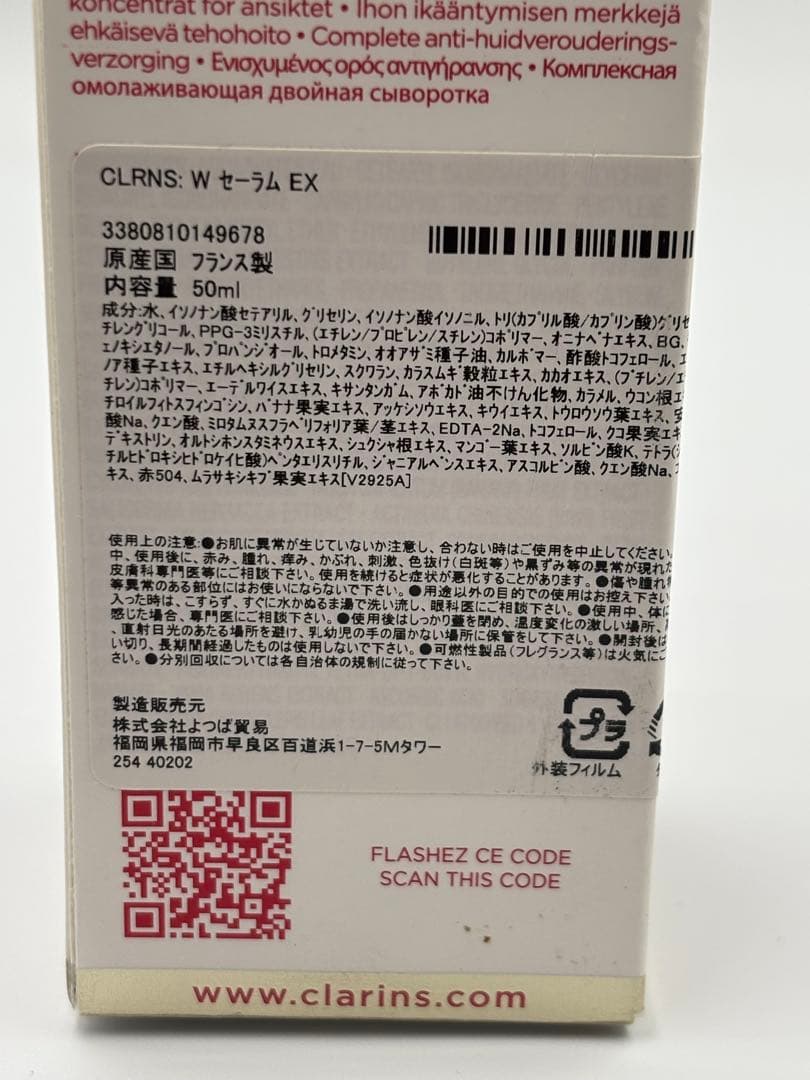 koncentrat för ansiktet • Ihon ikääntymisen merkkejä
ehkäisevä tehohoito • Complete anti-huidverouderings-
verzorging • Ενισχυμένος ορός αντιγήρανσης • Комплексная
омолаживающая двойная сыворотка
CLRNS: W セーラム EX
3380810149678
原産国 フランス製
内容量 50ml
成分:水、イソノナン酸セテアリル、グリセリン、イソノナン酸イソノニル、トリ(カプリル酸/カプリン酸)グリセ
チレングリコール、PPG-3ミリスチル、(エチレン/プロピレン/スチレン)コポリマー、オニナベナエキス、BG、
ェノキシエタノール、プロパンジオール、トロメタミン、オオアザミ種子油、カルボマー、酢酸トコフェロール、
ノア種子エキス、エチルヘキシルグリセリン、スクワラン、カラスムギ穀粒エキス、カカオエキス、(ブチレン/エ
チレン)コポリマー、エーデルワイスエキス、キサンタンガム、アボカド油不けん化物、カラメル、ウコン根エ
チロイルフィトスフィンゴシン、バナナ果実エキス、アッケシソウエキス、キウイエキス、トウロウソウ葉エキス、安
酸Na、クエン酸、ミロタムヌスフラベリフォリア葉/茎エキス、EDTA-2Na、トコフェロール、クコ果実エキ
デキストリン、オルトシホンスタミネウスエキス、シュクシャ根エキス、マンゴー葉エキス、ソルビン酸K、テトラ(
チルヒドロキシヒドロケイヒ酸)ペンタエリスリチル、ジャニアルベンスエキス、アスコルビン酸、クエン酸Na、
キス、赤504、ムラサキシキブ果実エキス[V2925A]
使用上の注意:●お肌に異常が生じていないか注意し、合わない時はご使用を中止してください。
中、使用後に、赤み、腫れ、痒み、かぶれ、刺激、色抜け(白斑等)や黒ずみ等の異常が現れた
皮膚科専門医等にご相談下さい。使用を続けると症状が悪化することがあります。●傷や腫れ
等異常のある部位にはお使いにならないで下さい。●用途以外の目的での使用はお控え下さい
入った時は、こすらず、すぐに水かぬるま湯で洗い流し、眼科医にご相談下さい。●使用中、体に
感じた場合、専門医にご相談下さい。●使用後はしっかり蓋を閉め、温度変化の激しい場所、
、直射日光のあたる場所を避け、乳幼児の手の届かない場所に保管をして下さい。●開封後は
い切り、長期間経過したものは使用しないで下さい。●可燃性製品(フレグランス等)は火気にご
さい。●分別回収については各自治体の規制に従って下さい。
製造販売元
株式会社よつば貿易
福岡県福岡市早良区百道浜1-7-5Mタワー
254 40202
プラ
外装フィルム
FLASHEZ CE CODE
SCAN THIS CODE
www.clarins.com